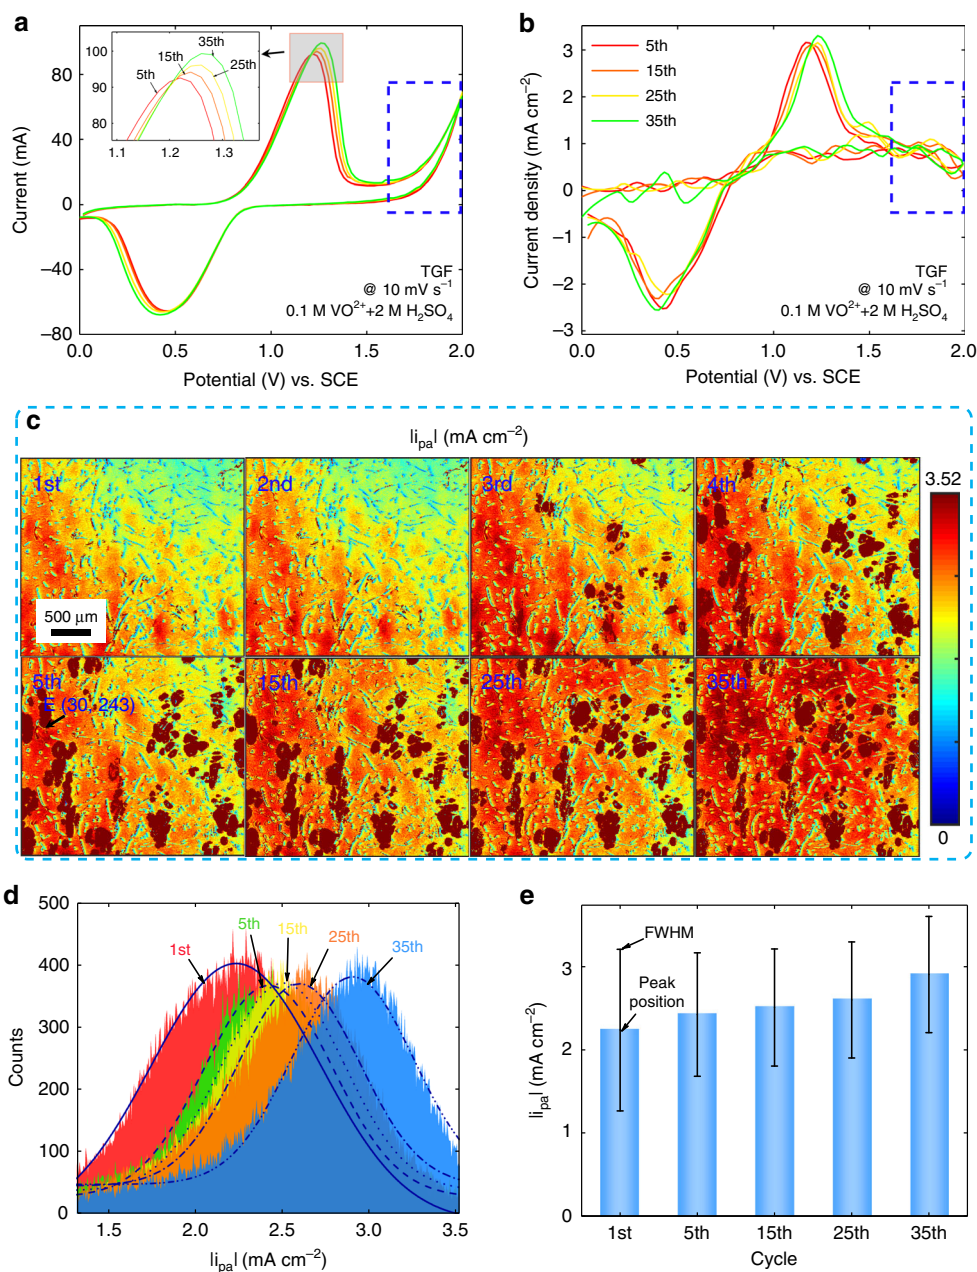 a
Current (mA)
80
40
0
−40
−80
100
90
80
1.1
1.2
1.3
5th
15th
35th
25th
TGF
@ 10 mV s⁻¹
0.1 M VO²⁺+2 M H₂SO₄
0.0
0.5
1.0
1.5
2.0
Potential (V) vs. SCE
b
Current density (mA cm⁻²)
3
2
1
0
−1
−2
−3
5th
15th
25th
35th
TGF
@ 10 mV s⁻¹
0.1 M VO²⁺+2 M H₂SO₄
0.0
0.5
1.0
1.5
2.0
Potential (V) vs. SCE
c
|iₚₐ| (mA cm⁻²)
1st
2nd
3rd
4th
500 μm
5th
E (30, 243)
15th
25th
35th
3.52
0
d
Counts
500
400
300
200
100
0
1st
5th
15th
25th
35th
1.5
2.0
2.5
3.0
3.5
|iₚₐ| (mA cm⁻²)
e
|iₚₐ| (mA cm⁻²)
3
2
1
0
FWHM
Peak
position
1st
5th
15th
25th
35th
Cycle